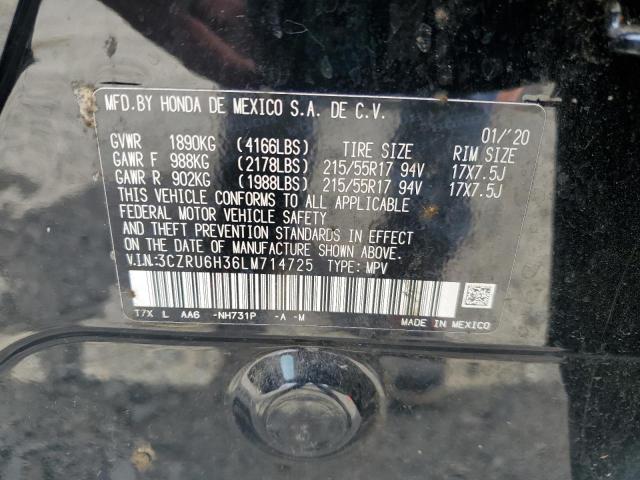 MFD.BY HONDA DE MEXICO S.A. DE C.V.
01/'20
GVWR 1890KG (4166LBS) TIRE SIZE RIM SIZE
GAWR F 988KG (2178LBS) 215/55R17 94V 17X7.5J
GAWR R 902KG (1988LBS) 215/55R17 94V 17X7.5J
THIS VEHICLE CONFORMS TO ALL APPLICABLE
FEDERAL MOTOR VEHICLE SAFETY
AND THEFT PREVENTION STANDARDS IN EFFECT
ON THE DATE OF MANUFACTURE SHOWN ABOVE.
V.I.N:3CZRU6H36LM714725 TYPE: MPV
T7X L AA6 -NH731P -A -M MADE IN MEXICO